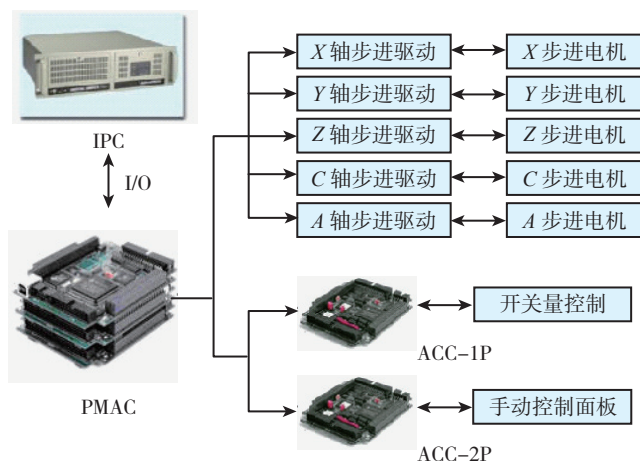 IPC
I/O
PMAC
X 轴步进驱动
X 步进电机
Y 轴步进驱动
Y 步进电机
Z 轴步进驱动
Z 步进电机
C 轴步进驱动
C 步进电机
A 轴步进驱动
A 步进电机
ACC-1P
开关量控制
ACC-2P
手动控制面板